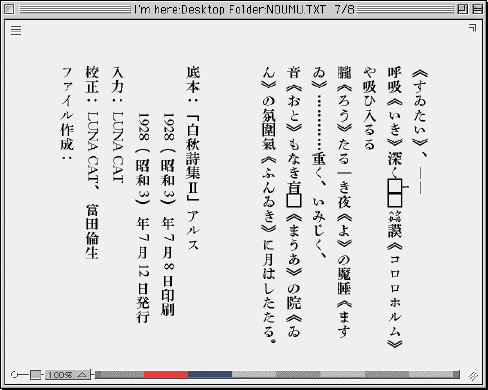 I'm here:Desktop Folder:NOUMU.TXT 7/8
《すゐたい》、――
呼吸《いき》深く□□謨《コロロホルム》
や吸ひ入るる
朧《ろう》たる一き夜《よ》の魔睡《ます
ゐ》…………重く、いみじく、
音《おと》もなき盲□《まうあ》の院《ゐ
ん》の氛圍氣《ふんゐき》に月はしたたる。
底本：「白秋詩集Ⅱ」アルス
1928（昭和3）年7月8日印刷
1928（昭和3）年7月12日発行
入力：LUNA CAT
校正：LUNA CAT、富田倫生
ファイル作成：
100%